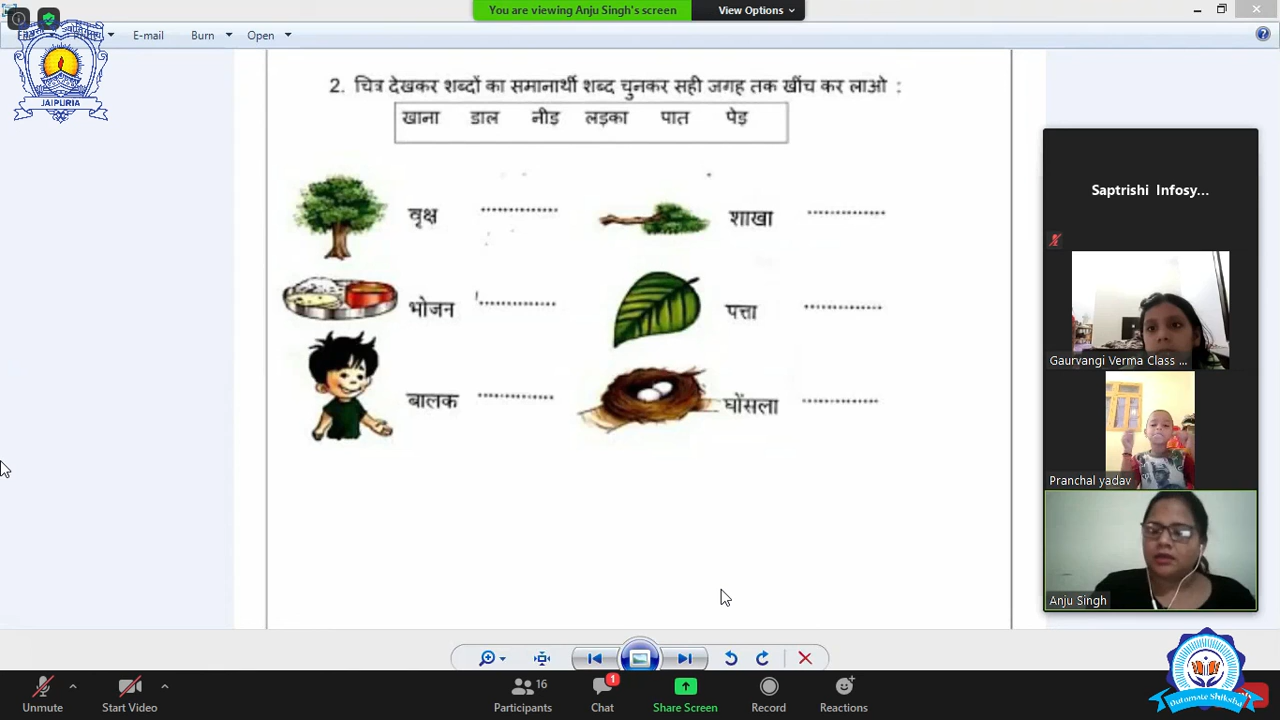 You are viewing Anju Singh's screen
View Options
E-mail
Burn
Open
JAIPURIA
2. चित्र देखकर शब्दों का समानार्थी शब्द चुनकर सही जगह तक खींच कर लाओ :
खाना डाल नीड़ लड़का पात पेड़
वृक्ष .............
शाखा .............
भोजन .............
पत्ता .............
बालक .............
घोंसला .............
Saptrishi Infosy...
Gaurvangi Verma Class ...
Pranchal yadav
Anju Singh
Unmute
Start Video
16
Participants
1
Chat
Share Screen
Record
Reactions
Automate Shiksha